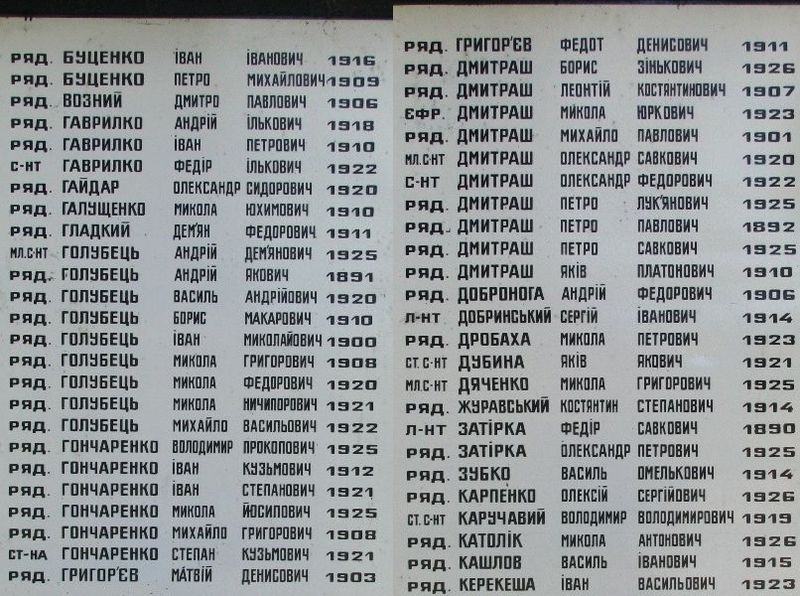 РЯД. БУЦЕНКО ІВАН ІВАНОВИЧ 1916
РЯД. БУЦЕНКО ПЕТРО МИХАЙЛОВИЧ 1909
РЯД. ВОЗНИЙ ДМИТРО ПАВЛОВИЧ 1906
РЯД. ГАВРИЛКО АНДРІЙ ІЛЬКОВИЧ 1918
РЯД. ГАВРИЛКО ІВАН ПЕТРОВИЧ 1910
С-НТ ГАВРИЛКО ФЕДІР ІЛЬКОВИЧ 1922
РЯД. ГАЙДАР ОЛЕКСАНДР СИДОРОВИЧ 1920
РЯД. ГАЛУЩЕНКО МИКОЛА ЮХИМОВИЧ 1910
РЯД. ГЛАДКИЙ ДЕМ'ЯН ФЕДОРОВИЧ 1911
МЛ.С-НТ ГОЛУБЕЦЬ АНДРІЙ ДЕМ'ЯНОВИЧ 1925
РЯД. ГОЛУБЕЦЬ АНДРІЙ ЯКОВИЧ 1891
РЯД. ГОЛУБЕЦЬ ВАСИЛЬ АНДРІЙОВИЧ 1920
РЯД. ГОЛУБЕЦЬ БОРИС МАКАРОВИЧ 1910
РЯД. ГОЛУБЕЦЬ ІВАН МИКОЛАЙОВИЧ 1900
РЯД. ГОЛУБЕЦЬ МИКОЛА ГРИГОРОВИЧ 1908
РЯД. ГОЛУБЕЦЬ МИКОЛА ФЕДОРОВИЧ 1920
РЯД. ГОЛУБЕЦЬ МИКОЛА НИЧИПОРОВИЧ 1921
РЯД. ГОЛУБЕЦЬ МИХАЙЛО ВАСИЛЬОВИЧ 1922
РЯД. ГОНЧАРЕНКО ВОЛОДИМИР ПРОКОПОВИЧ 1925
РЯД. ГОНЧАРЕНКО ІВАН КУЗЬМОВИЧ 1912
РЯД. ГОНЧАРЕНКО ІВАН СТЕПАНОВИЧ 1921
РЯД. ГОНЧАРЕНКО МИКОЛА ЙОСИПОВИЧ 1925
РЯД. ГОНЧАРЕНКО МИХАЙЛО ГРИГОРОВИЧ 1908
СТ-НА ГОНЧАРЕНКО СТЕПАН КУЗЬМОВИЧ 1921
РЯД. ГРИГОР'ЄВ МАТВІЙ ДЕНИСОВИЧ 1903
РЯД. ГРИГОР'ЄВ ФЕДОТ ДЕНИСОВИЧ 1911
РЯД. ДМИТРАШ БОРИС ЗІНЬКОВИЧ 1926
РЯД. ДМИТРАШ ЛЕОНТІЙ КОСТЯНТИНОВИЧ 1907
ЄФР. ДМИТРАШ МИКОЛА ЮРКОВИЧ 1923
РЯД. ДМИТРАШ МИХАЙЛО ПАВЛОВИЧ 1901
МЛ.С-НТ ДМИТРАШ ОЛЕКСАНДР САВКОВИЧ 1920
С-НТ ДМИТРАШ ОЛЕКСАНДР ФЕДОРОВИЧ 1922
РЯД. ДМИТРАШ ПЕТРО ЛУК'ЯНОВИЧ 1925
РЯД. ДМИТРАШ ПЕТРО ПАВЛОВИЧ 1892
РЯД. ДМИТРАШ ПЕТРО САВКОВИЧ 1925
РЯД. ДМИТРАШ ЯКІВ ПЛАТОНОВИЧ 1910
РЯД. ДОБРОНОГА АНДРІЙ ФЕДОРОВИЧ 1906
Л-НТ ДОБРИНСЬКИЙ СЕРГІЙ ІВАНОВИЧ 1914
РЯД. ДРОБАХА МИКОЛА ПЕТРОВИЧ 1923
СТ. С-НТ ДУБИНА ЯКІВ ЯКОВИЧ 1921
МЛ.С-НТ ДЯЧЕНКО МИКОЛА ГРИГОРОВИЧ 1925
РЯД. ЖУРАВСЬКИЙ КОСТЯНТИН СТЕПАНОВИЧ 1914
Л-НТ ЗАТІРКА ФЕДІР САВКОВИЧ 1890
РЯД. ЗАТІРКА ОЛЕКСАНДР ПЕТРОВИЧ 1925
РЯД. ЗУБКО ВАСИЛЬ ОМЕЛЬКОВИЧ 1914
РЯД. КАРПЕНКО ОЛЕКСІЙ СЕРГІЙОВИЧ 1926
СТ. С-НТ КАРУЧАВИЙ ВОЛОДИМИР ВОЛОДИМИРОВИЧ 1919
РЯД. КАТОЛІК МИКОЛА АНТОНОВИЧ 1926
РЯД. КАШЛОВ ВАСИЛЬ ІВАНОВИЧ 1915
РЯД. КЕРЕКЕША ІВАН ВАСИЛЬОВИЧ 1923